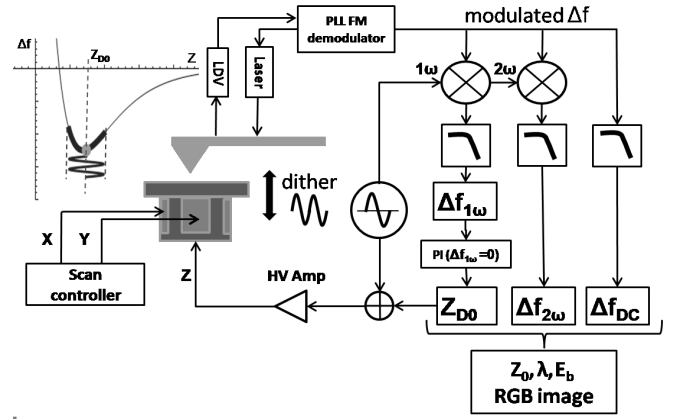 Δf
Z_D0
Z
LDV
Laser
PLL FM
demodulator
modulated Δf
1ω
2ω
dither
Δf_1ω
X
Y
Z
PI (Δf_1ω=0)
Scan
controller
HV Amp
Z_D0
Δf_2ω
Δf_DC
Z_0, λ, E_b
RGB image